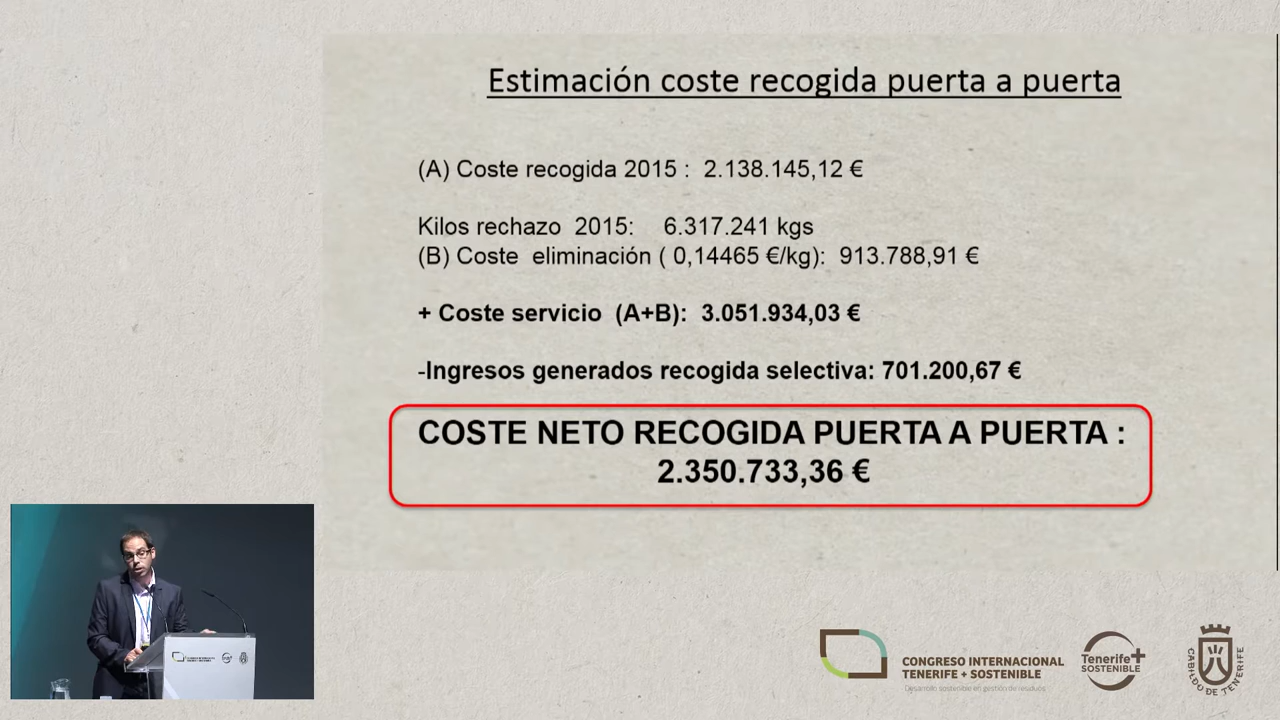 Estimación coste recogida puerta a puerta
(A) Coste recogida 2015 : 2.138.145,12 €
Kilos rechazo 2015: 6.317.241 kgs
(B) Coste eliminación ( 0,14465 €/kg): 913.788,91 €
+ Coste servicio (A+B): 3.051.934,03 €
-Ingresos generados recogida selectiva: 701.200,67 €
COSTE NETO RECOGIDA PUERTA A PUERTA :
2.350.733,36 €
CONGRESO INTERNACIONAL
TENERIFE + SOSTENIBLE
Desarrollo sostenible en gestión de residuos
Tenerife+
SOSTENIBLE
CABILDO DE TENERIFE